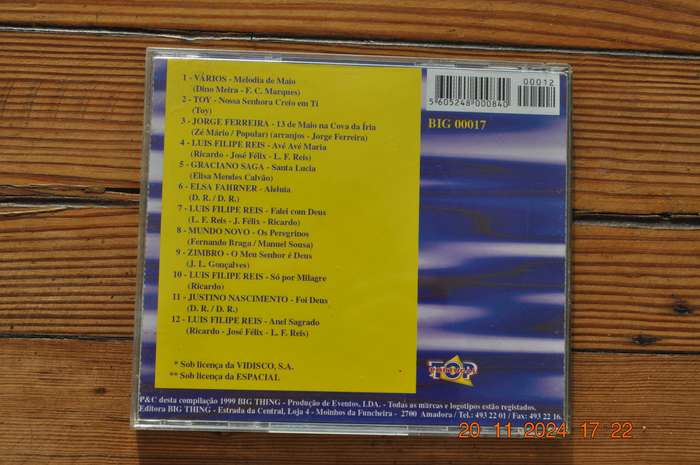 1 - VÁRIOS - Melodia de Maio
(Dino Meira - F. C. Marques)
2 - TOY - Nossa Senhora Creio em Ti
(Toy)
3 - JORGE FERREIRA - 13 de Maio na Cova da Íria
(Zé Mário / Popular) (arranjos - Jorge Ferreira)
4 - LUIS FILIPE REIS - Avé Avé Maria
(Ricardo - José Félix - L. F. Reis)
5 - GRACIANO SAGA - Santa Lucia
(Elisa Mendes Calvão)
6 - ELSA FAHRNER - Aleluia
(D. R. / D. R.)
7 - LUIS FILIPE REIS - Falei com Deus
(L. F. Reis - J. Félix - Ricardo)
8 - MUNDO NOVO - Os Peregrinos
(Fernando Braga / Manuel Sousa)
9 - ZIMBRO - O Meu Senhor é Deus
(J. L. Gonçalves)
10 - LUIS FILIPE REIS - Só por Milagre
(Ricardo)
11 - JUSTINO NASCIMENTO - Foi Deus
(D. R. / D. R.)
12 - LUIS FILIPE REIS - Anel Sagrado
(Ricardo - José Félix - L. F. Reis)
* Sob licença da VIDISCO, S.A.
** Sob licença da ESPACIAL
00012
5 605248 000840
BIG 00017
TOP
P&C desta compilação 1999 BIG THING - Produção de Eventos, LDA. - Todas as marcas e logotipos estão registados.
Editora BIG THING - Estrada da Central, Loja 4 - Moinhos da Funcheira - 2700 Amadora / Tel.: 493 22 01 / Fax: 493 22 16.
20 11 2024 17 22